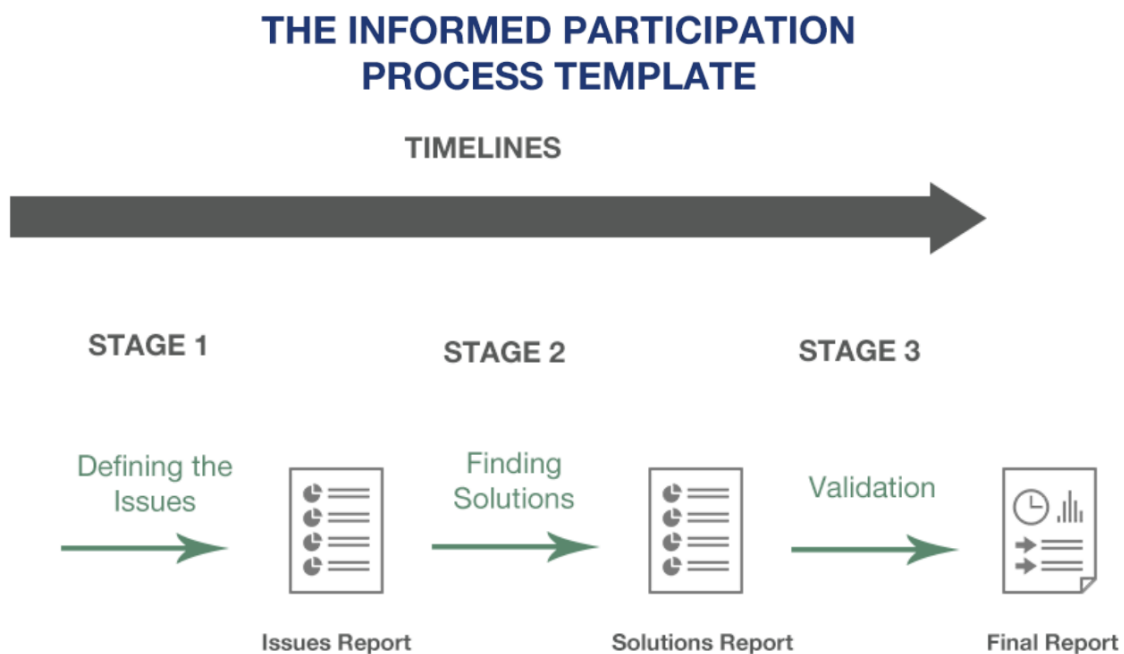 THE INFORMED PARTICIPATION
PROCESS TEMPLATE
TIMELINES
STAGE 1
STAGE 2
STAGE 3
Defining the
Issues
Finding
Solutions
Validation
Issues Report
Solutions Report
Final Report